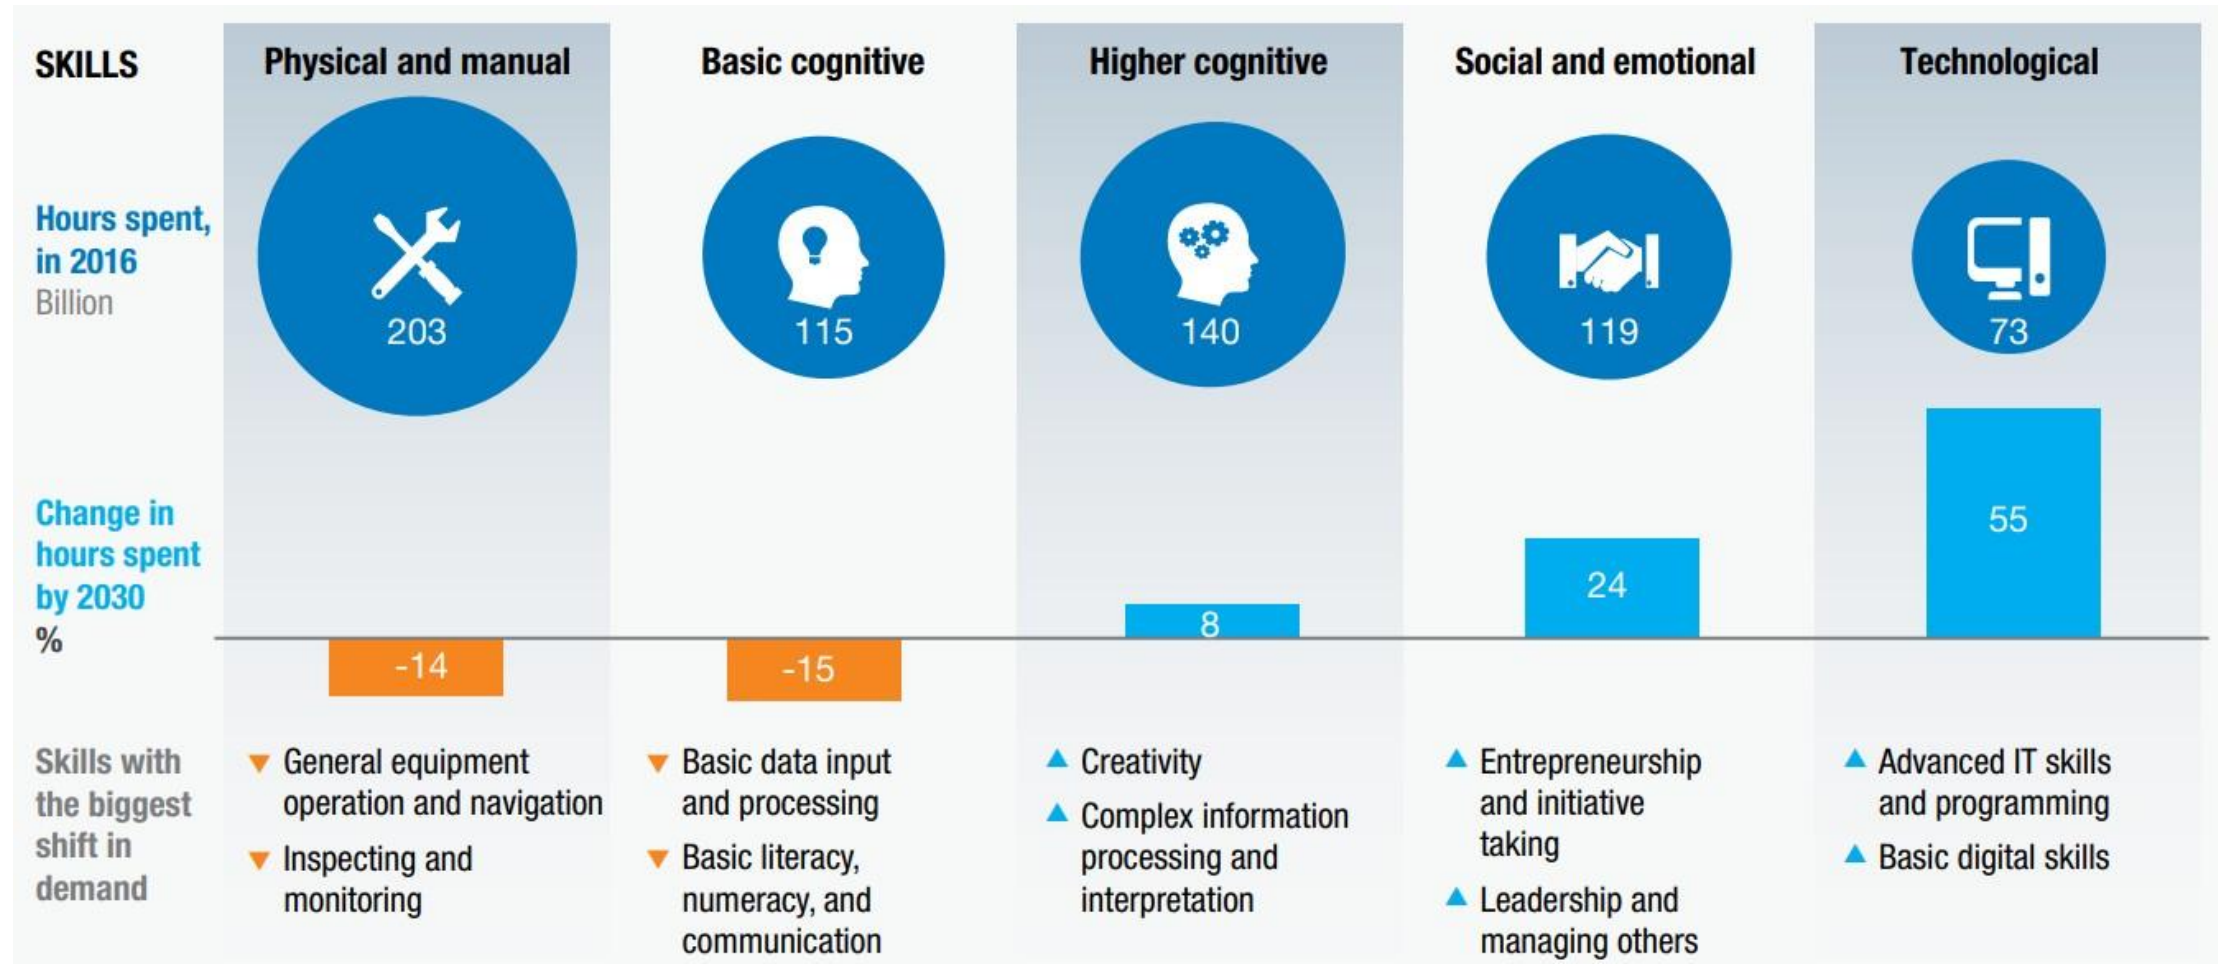 SKILLS
Physical and manual
Basic cognitive
Higher cognitive
Social and emotional
Technological
Hours spent,
in 2016
Billion
203
115
140
119
73
Change in
hours spent
by 2030
%
-14
-15
8
24
55
Skills with
the biggest
shift in
demand
General equipment
operation and navigation
Inspecting and
monitoring
Basic data input
and processing
Basic literacy,
numeracy, and
communication
Creativity
Complex information
processing and
interpretation
Entrepreneurship
and initiative
taking
Leadership and
managing others
Advanced IT skills
and programming
Basic digital skills